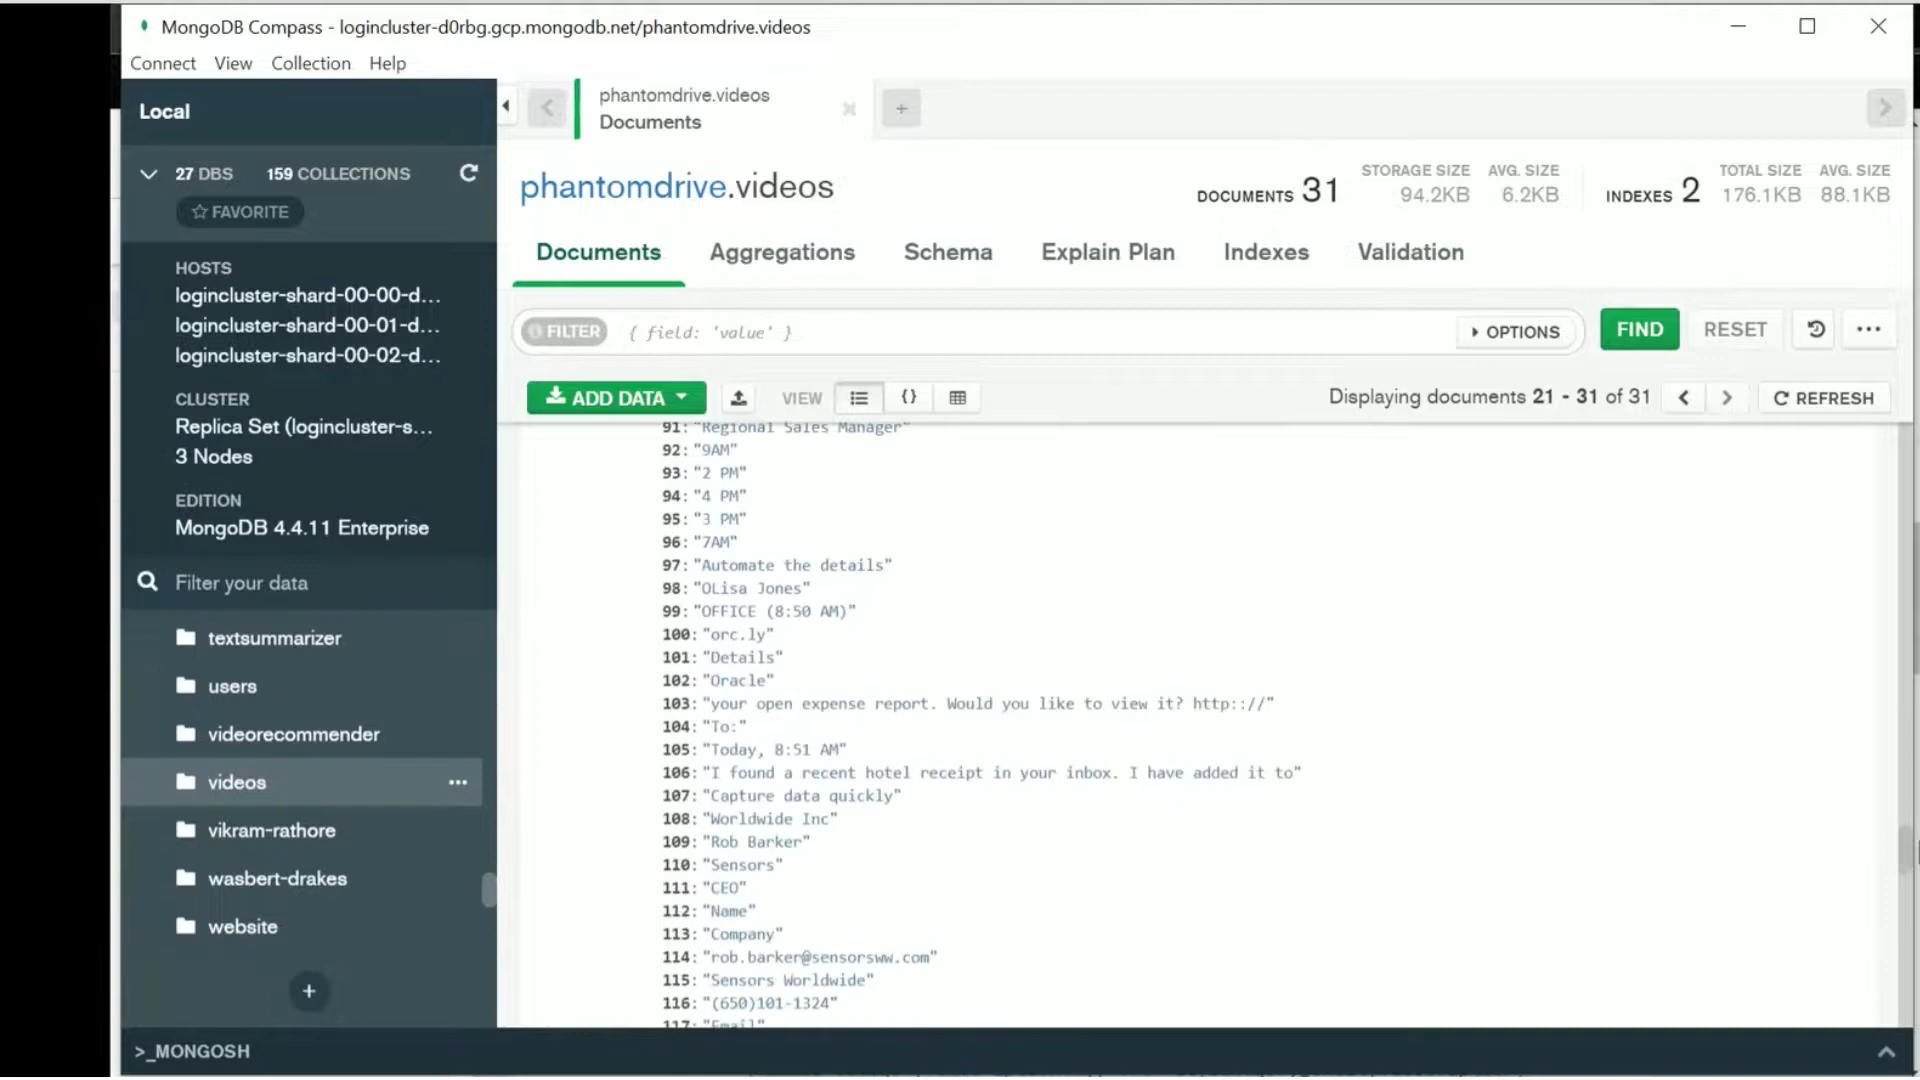 MongoDB Compass - logincluster-d0rbg.gcp.mongodb.net/phantomdrive.videos
Connect View Collection Help
Local
27 DBS 159 COLLECTIONS
FAVORITE
HOSTS
logincluster-shard-00-00-d...
logincluster-shard-00-01-d...
logincluster-shard-00-02-d...
CLUSTER
Replica Set (logincluster-s...
3 Nodes
EDITION
MongoDB 4.4.11 Enterprise
Filter your data
textsummarizer
users
videorecommender
videos
vikram-rathore
wasbert-drakes
website
+
>_MONGOSH
phantomdrive.videos
Documents
+
phantomdrive.videos
DOCUMENTS 31
STORAGE SIZE
94.2KB
AVG. SIZE
6.2KB
INDEXES 2
TOTAL SIZE
176.1KB
AVG. SIZE
88.1KB
Documents Aggregations Schema Explain Plan Indexes Validation
FILTER { field: 'value' } OPTIONS FIND RESET
ADD DATA VIEW {} Displaying documents 21 - 31 of 31 REFRESH
91: "Regional Sales Manager"
92: "9AM"
93: "2 PM"
94: "4 PM"
95: "3 PM"
96: "7AM"
97: "Automate the details"
98: "OLisa Jones"
99: "OFFICE (8:50 AM)"
100: "orc.ly"
101: "Details"
102: "Oracle"
103: "your open expense report. Would you like to view it? http:://"
104: "To:"
105: "Today, 8:51 AM"
106: "I found a recent hotel receipt in your inbox. I have added it to"
107: "Capture data quickly"
108: "Worldwide Inc"
109: "Rob Barker"
110: "Sensors"
111: "CEO"
112: "Name"
113: "Company"
114: "rob.barker@sensorsww.com"
115: "Sensors Worldwide"
116: "(650)101-1324"
117: "Email"